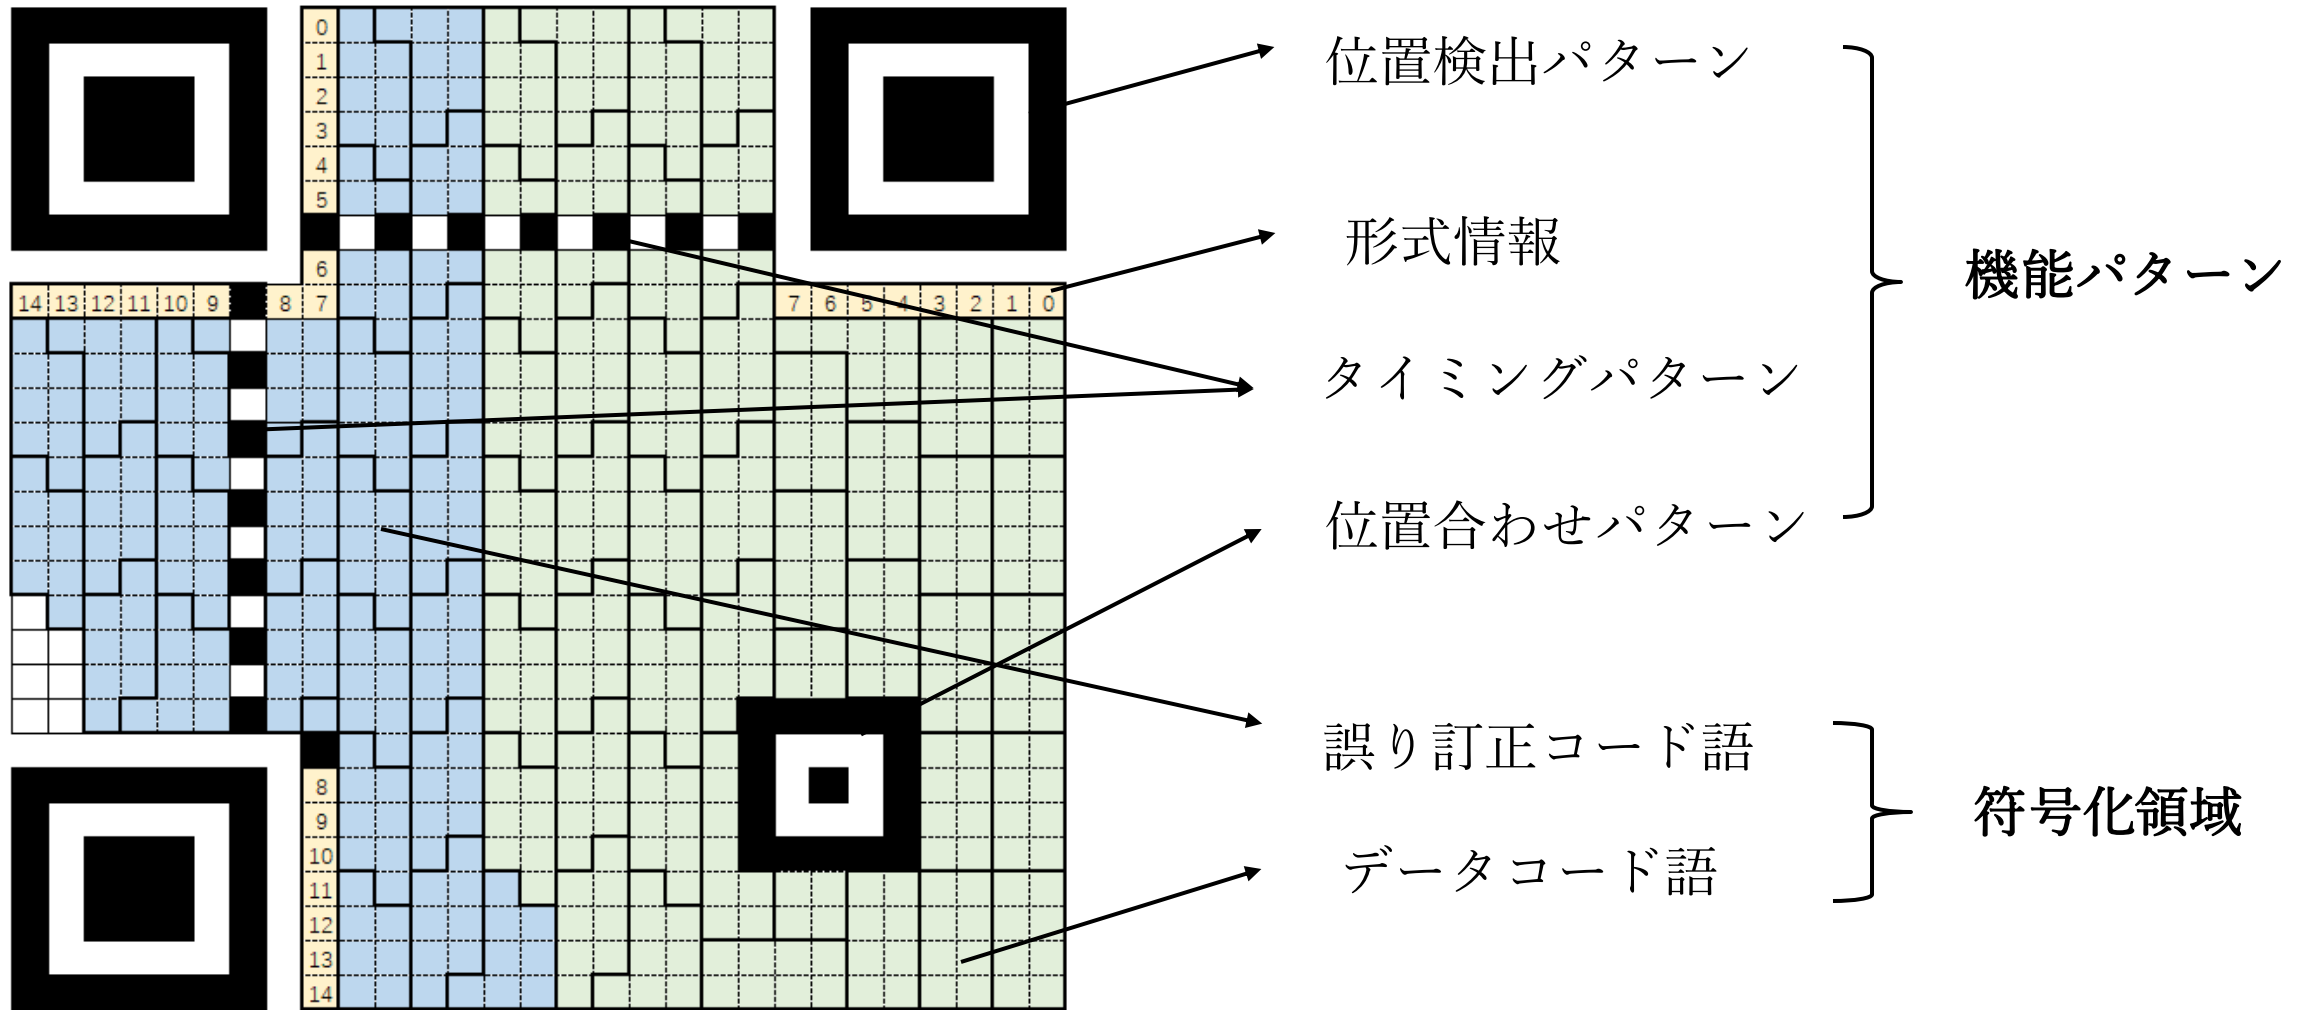 0
1
2
3
4
5
6
14 13 12 11 10 9 8 7 7 6 5 4 3 2 1 0
8
9
10
11
12
13
14
位置検出パターン
形式情報
タイミングパターン
位置合わせパターン
機能パターン
誤り訂正コード語
データコード語
符号化領域